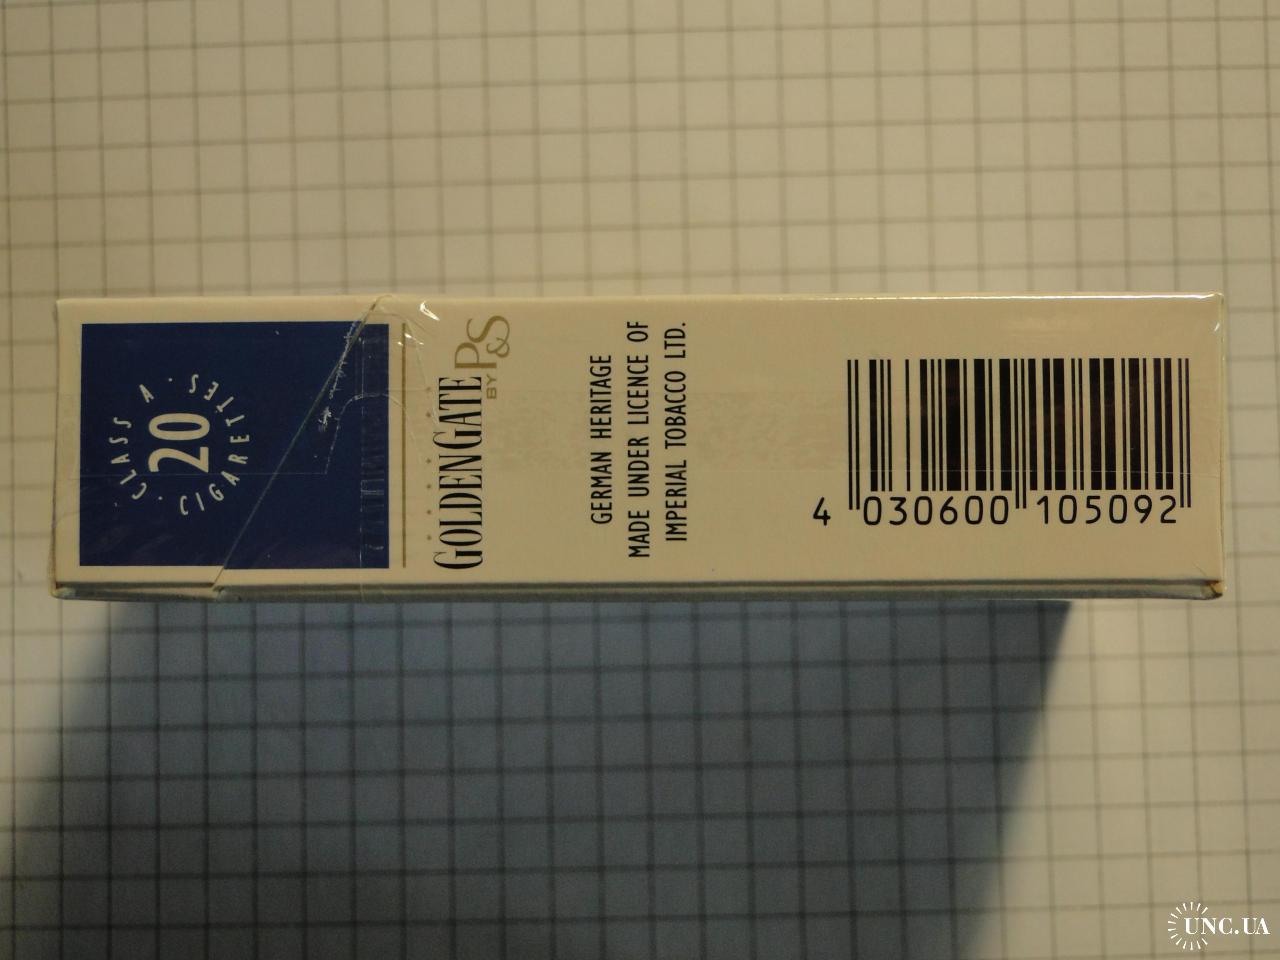 CLASS A
20
CIGARETTES
GOLDEN GATE
BY P&S
GERMAN HERITAGE
MADE UNDER LICENCE OF
IMPERIAL TOBACCO LTD.
4 030600 105092
UNC.UA